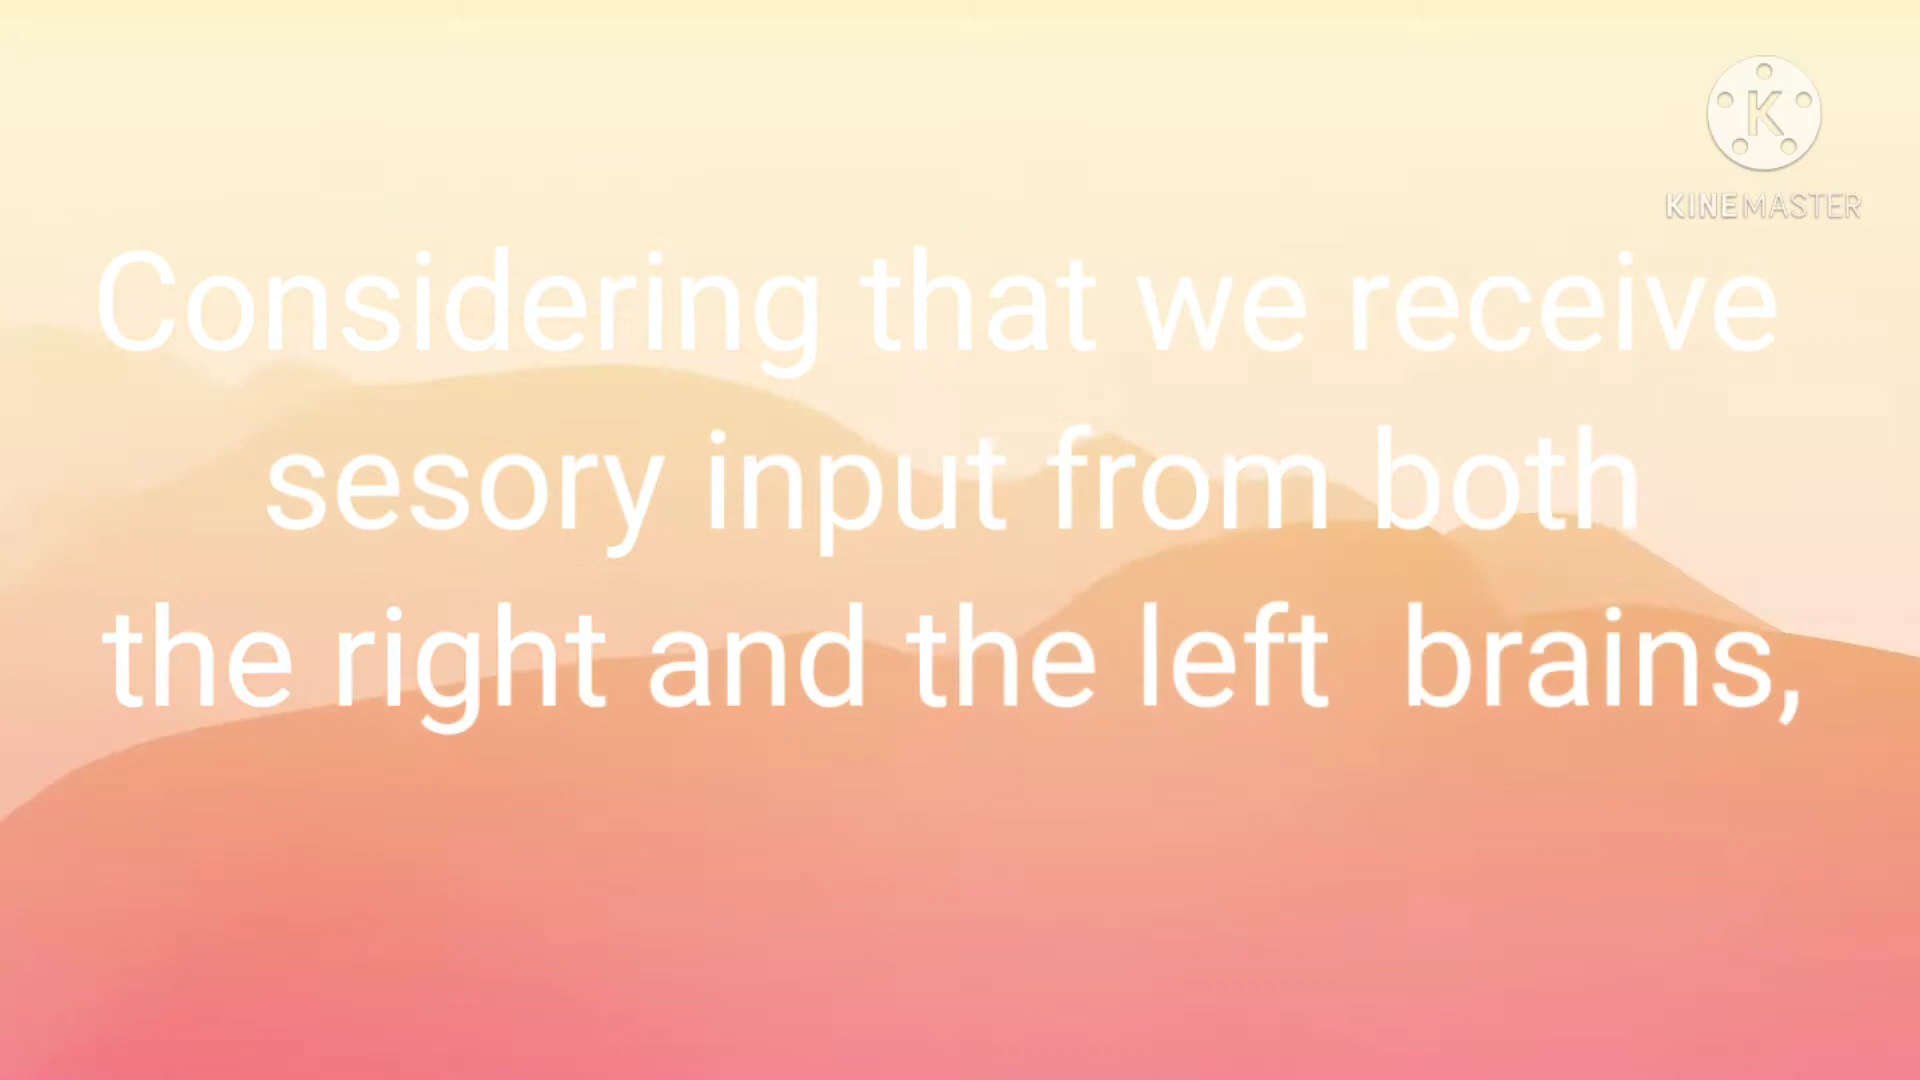 K
KINEMASTER
Considering that we receive
sesory input from both
the right and the left  brains,